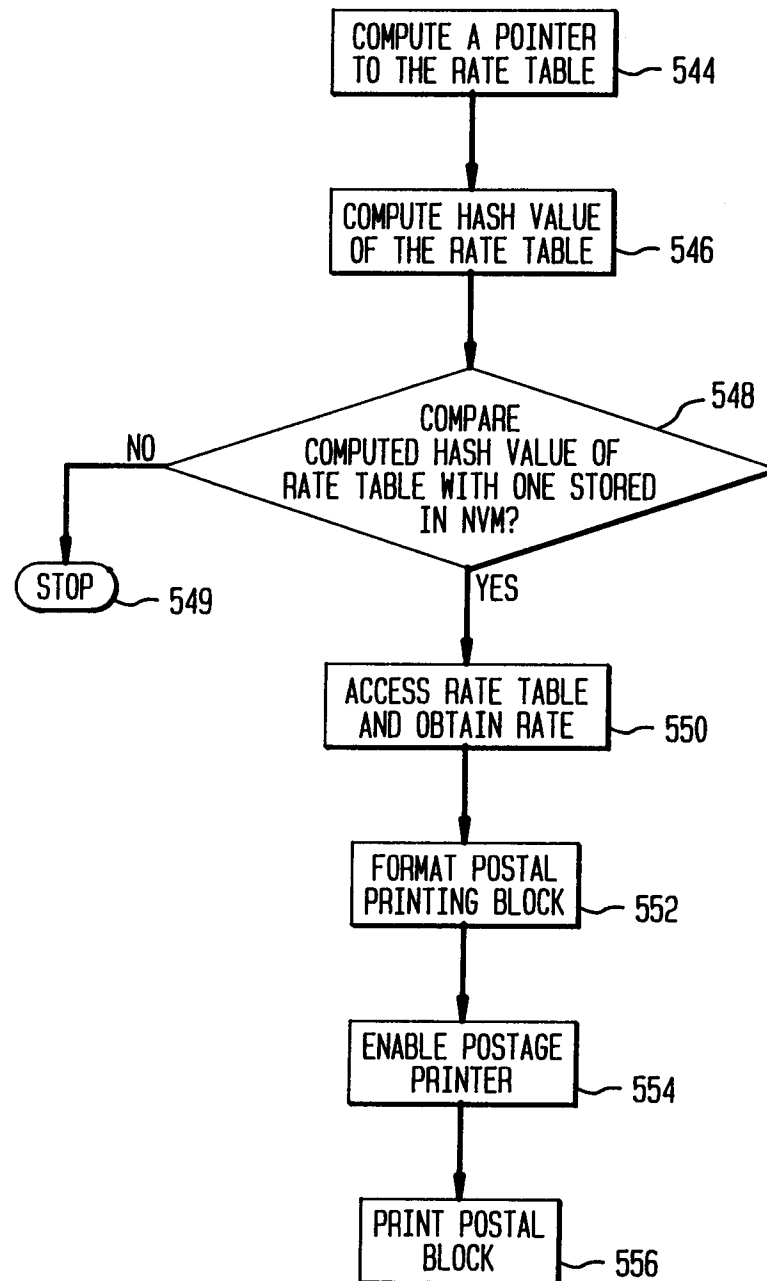 COMPUTE A POINTER
TO THE RATE TABLE
544
COMPUTE HASH VALUE
OF THE RATE TABLE
546
548
COMPARE
COMPUTED HASH VALUE OF
RATE TABLE WITH ONE STORED
IN NVM?
NO
STOP
549
YES
ACCESS RATE TABLE
AND OBTAIN RATE
550
FORMAT POSTAL
PRINTING BLOCK
552
ENABLE POSTAGE
PRINTER
554
PRINT POSTAL
BLOCK
556